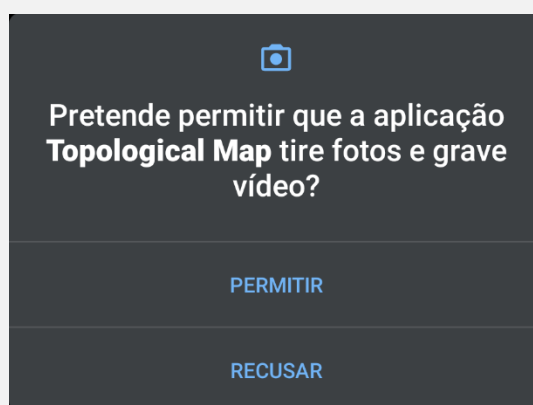 Pretende permitir que a aplicação
Topological Map tire fotos e grave
vídeo?
PERMITIR
RECUSAR